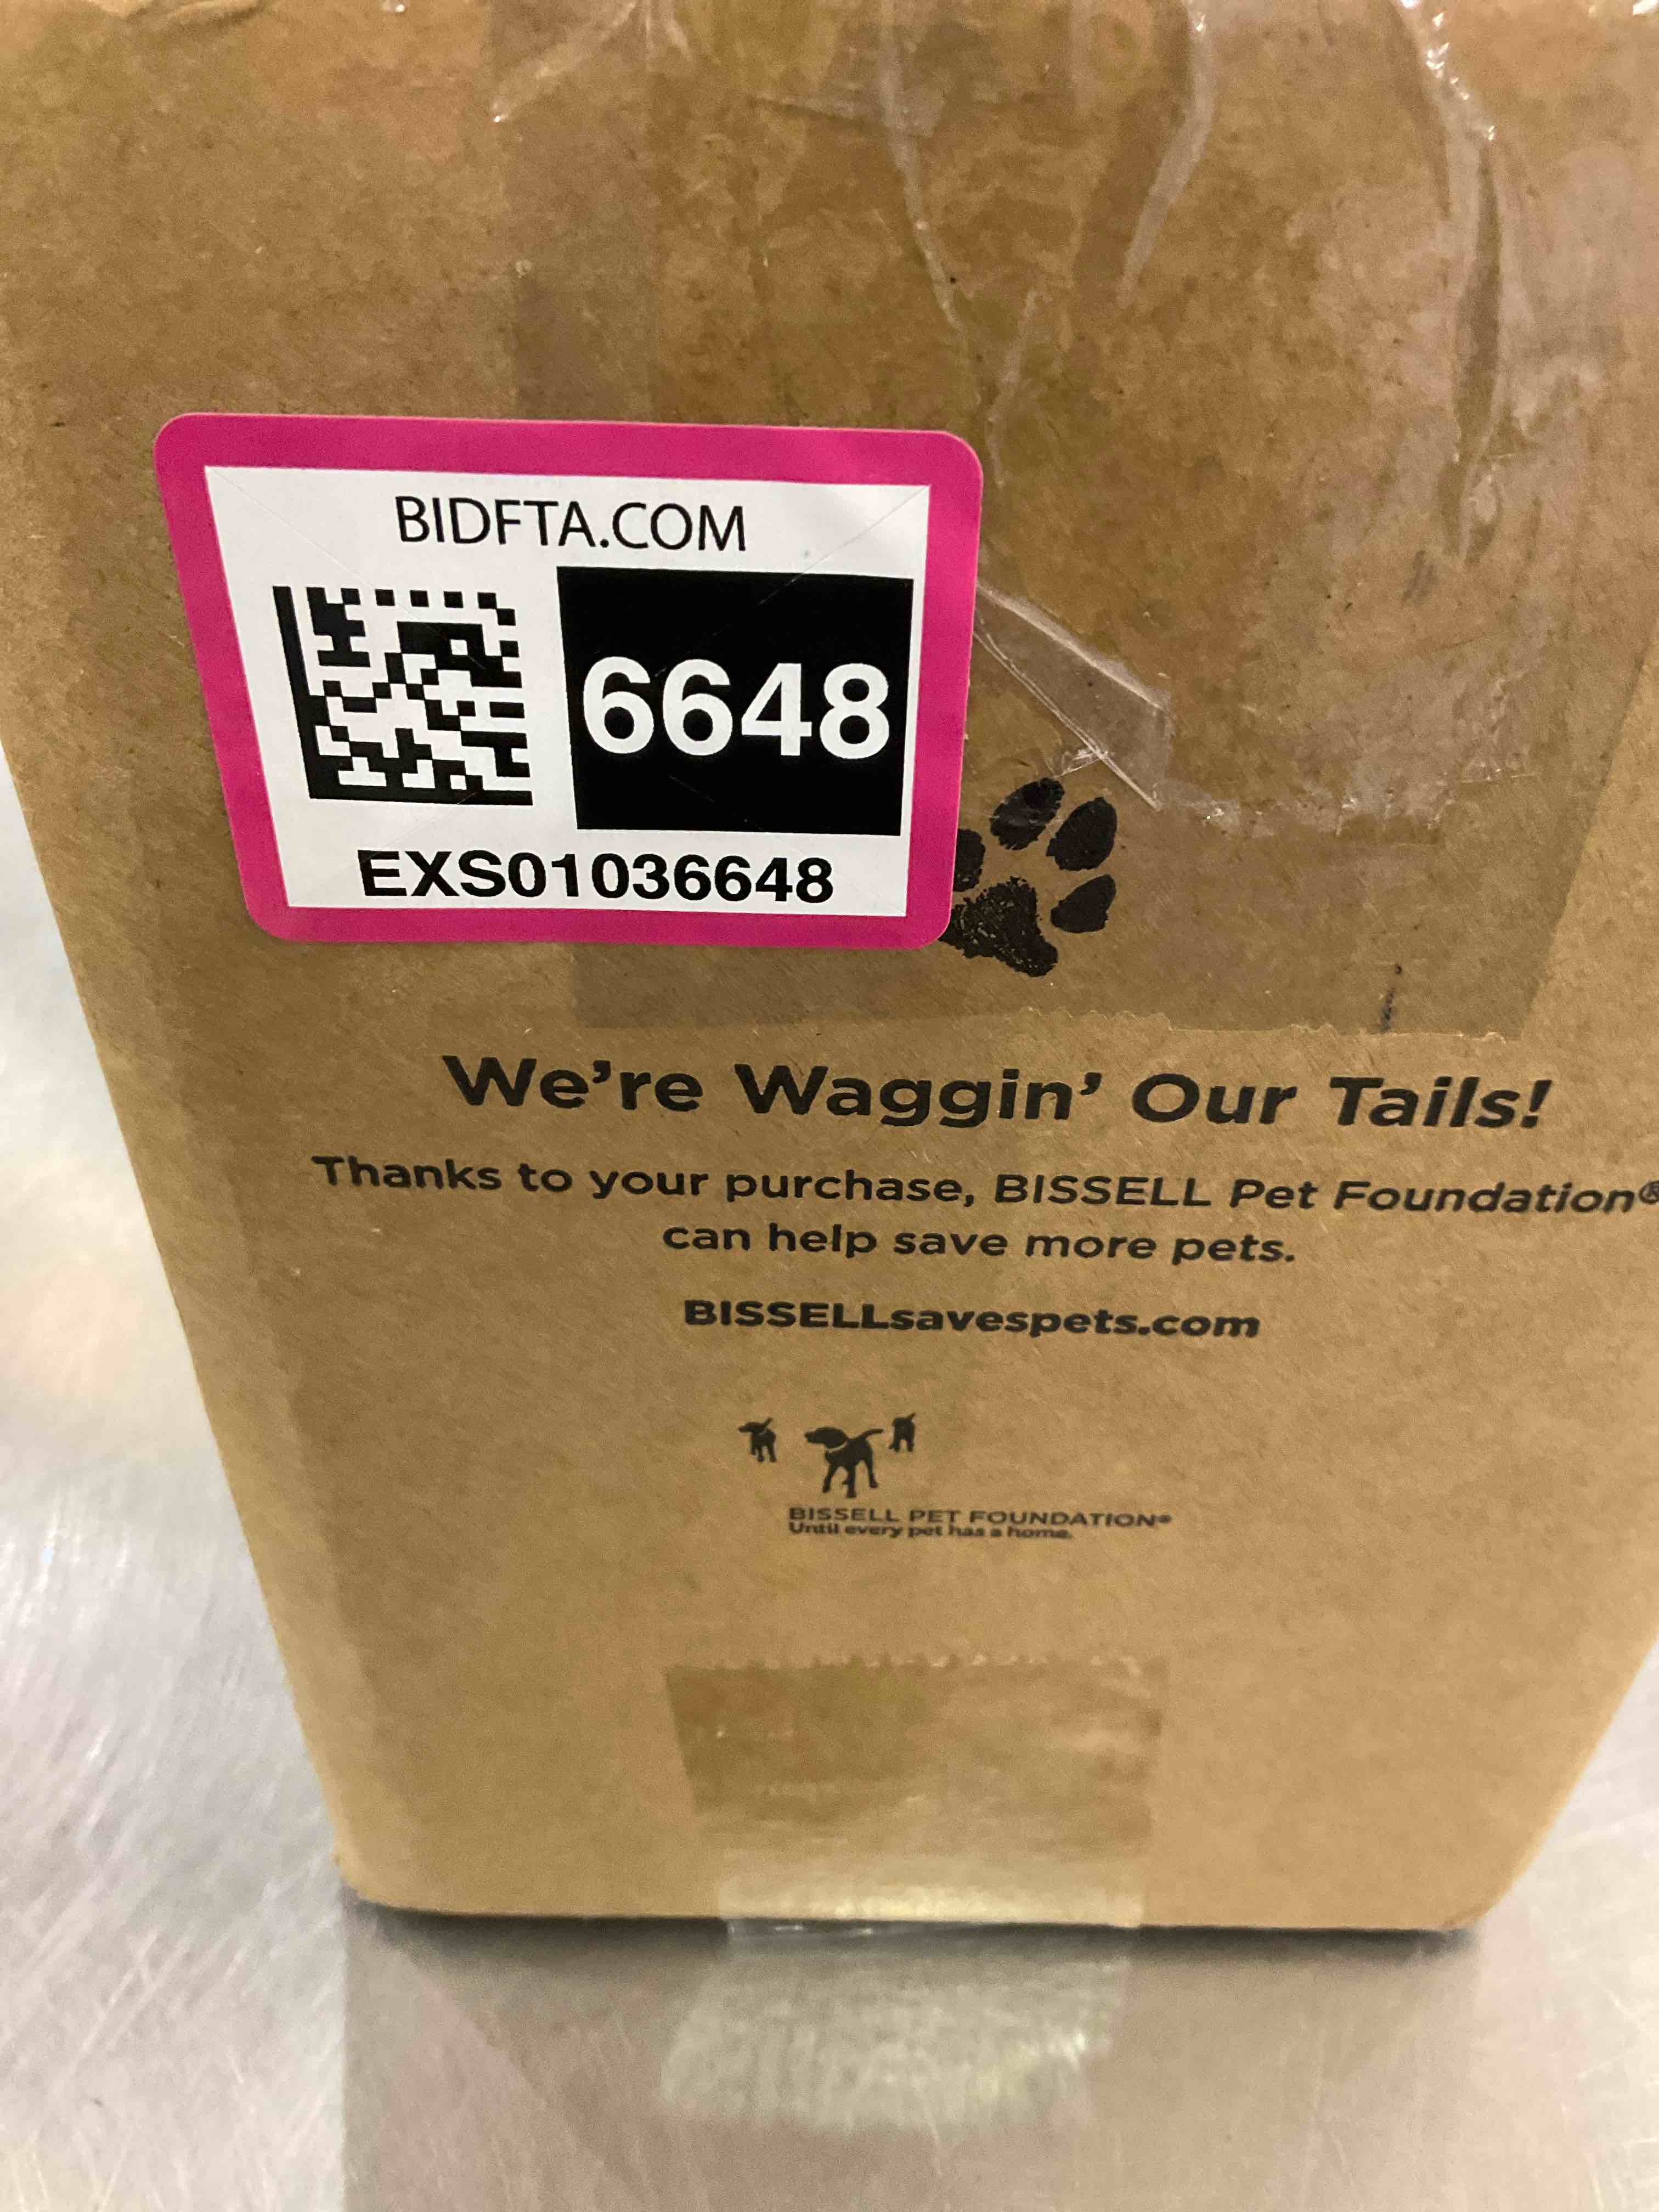 BIDFTA.COM
6648
EXS01036648
We're Waggin' Our Tails!
Thanks to your purchase, BISSELL Pet Foundation®
can help save more pets.
BISSELLsavespets.com
BISSELL PET FOUNDATION®
Until every pet has a home.